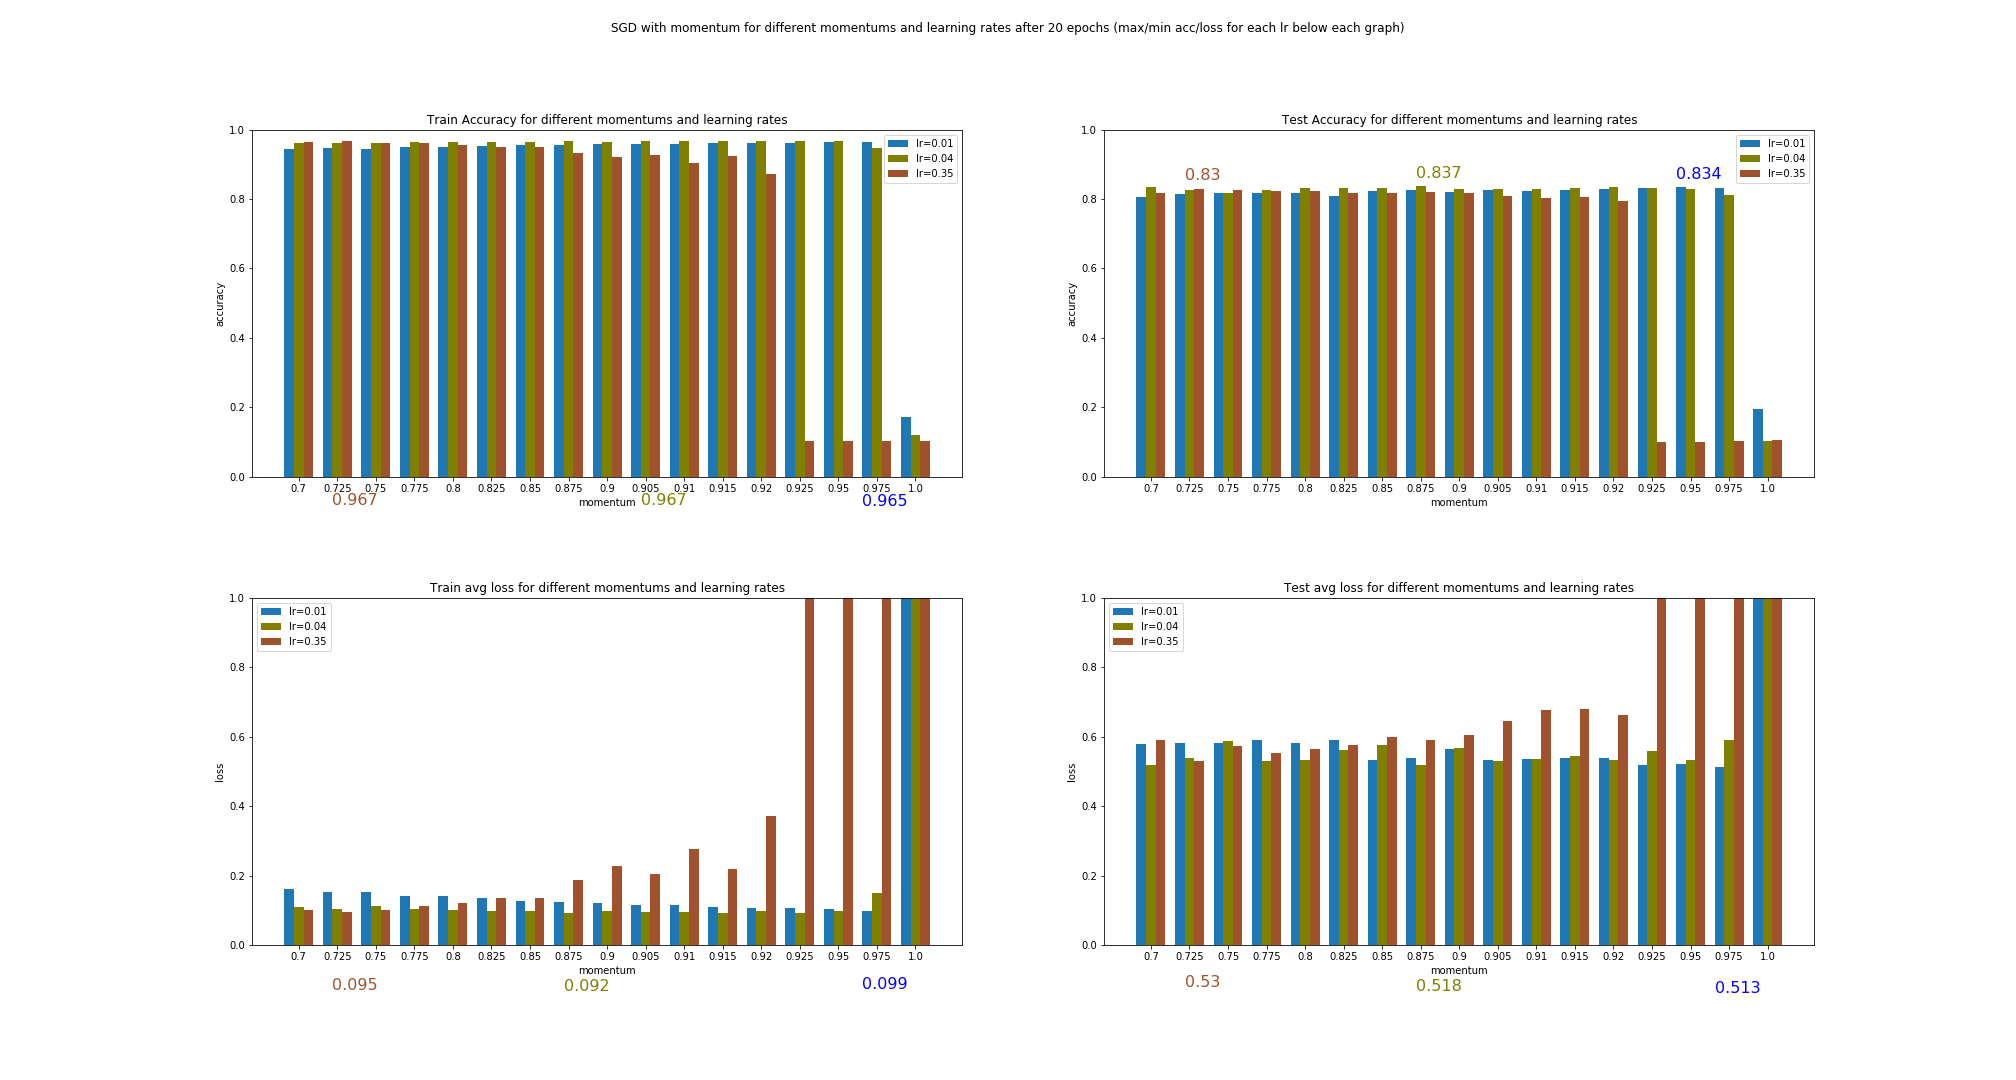 SGD with momentum for different momentums and learning rates after 20 epochs (max/min acc/loss for each lr below each graph)
Train Accuracy for different momentums and learning rates
1.0
0.8
0.6
0.4
0.2
0.0
accuracy
lr=0.01
lr=0.04
lr=0.35
0.7 0.725 0.75 0.775 0.8 0.825 0.85 0.875 0.9 0.905 0.91 0.915 0.92 0.925 0.95 0.975 1.0
momentum
0.967 0.967 0.965
Test Accuracy for different momentums and learning rates
1.0
0.8
0.6
0.4
0.2
0.0
accuracy
lr=0.01
lr=0.04
lr=0.35
0.83 0.837 0.834
0.7 0.725 0.75 0.775 0.8 0.825 0.85 0.875 0.9 0.905 0.91 0.915 0.92 0.925 0.95 0.975 1.0
momentum
Train avg loss for different momentums and learning rates
1.0
0.8
0.6
0.4
0.2
0.0
loss
lr=0.01
lr=0.04
lr=0.35
0.7 0.725 0.75 0.775 0.8 0.825 0.85 0.875 0.9 0.905 0.91 0.915 0.92 0.925 0.95 0.975 1.0
momentum
0.095 0.092 0.099
Test avg loss for different momentums and learning rates
1.0
0.8
0.6
0.4
0.2
0.0
loss
lr=0.01
lr=0.04
lr=0.35
0.7 0.725 0.75 0.775 0.8 0.825 0.85 0.875 0.9 0.905 0.91 0.915 0.92 0.925 0.95 0.975 1.0
momentum
0.53 0.518 0.513